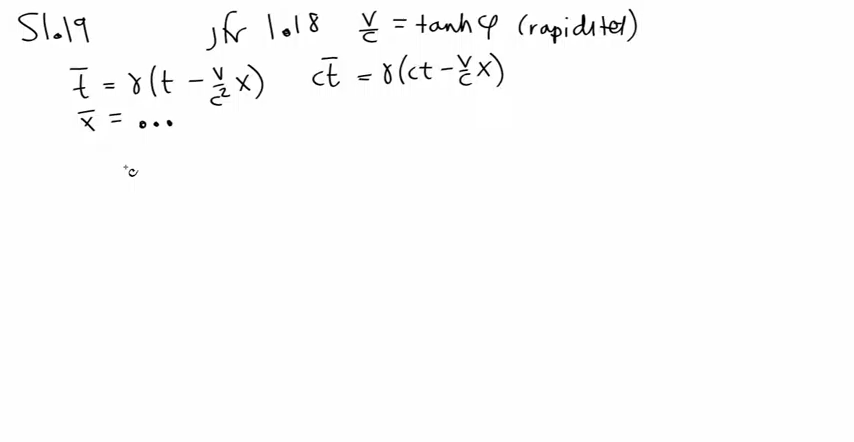 S1.19 jfr 1.18 v/c = tanh φ (rapiditet)
t̄ = γ(t - v/c² x) ct̄ = γ(ct - v/c x)
x̄ = ...
c